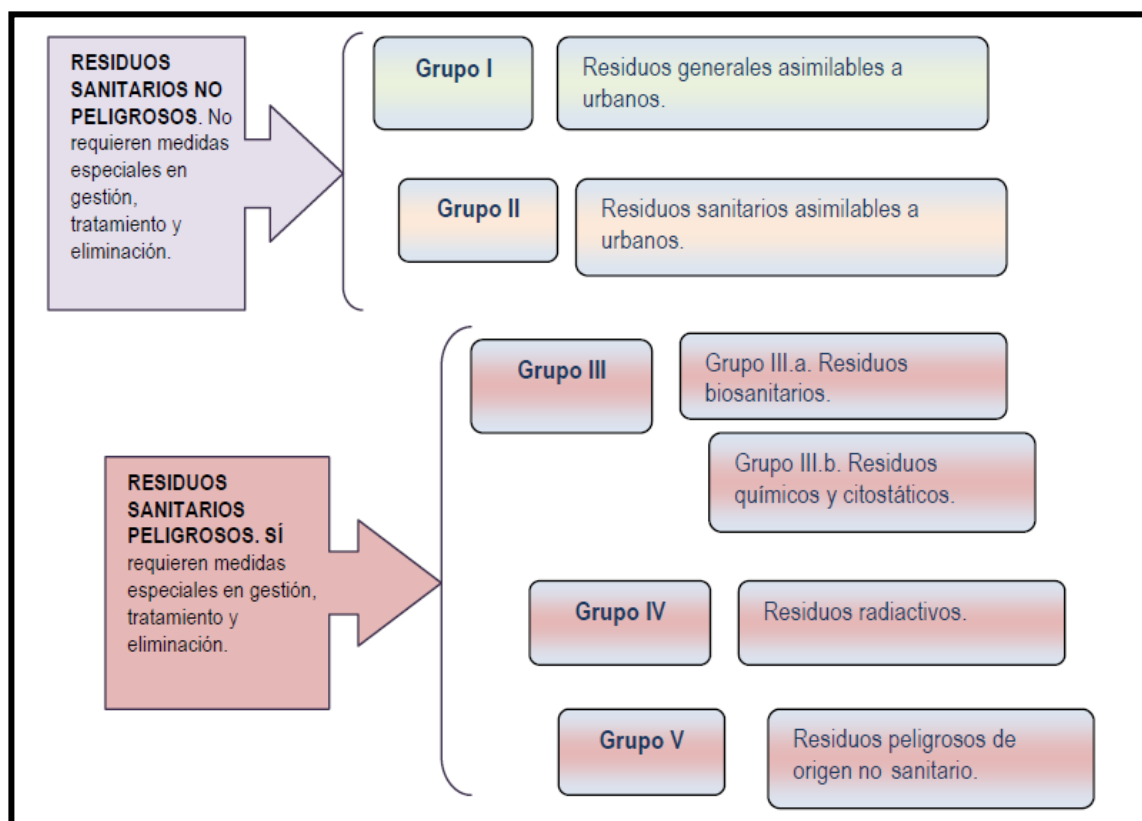 RESIDUOS
SANITARIOS NO
PELIGROSOS. No
requieren medidas
especiales en
gestión,
tratamiento y
eliminación.
Grupo I
Residuos generales asimilables a
urbanos.
Grupo II
Residuos sanitarios asimilables a
urbanos.
RESIDUOS
SANITARIOS
PELIGROSOS. SÍ
requieren medidas
especiales en gestión,
tratamiento y
eliminación.
Grupo III
Grupo III.a. Residuos
biosanitarios.
Grupo III.b. Residuos
químicos y citostáticos.
Grupo IV
Residuos radiactivos.
Grupo V
Residuos peligrosos de
origen no sanitario.